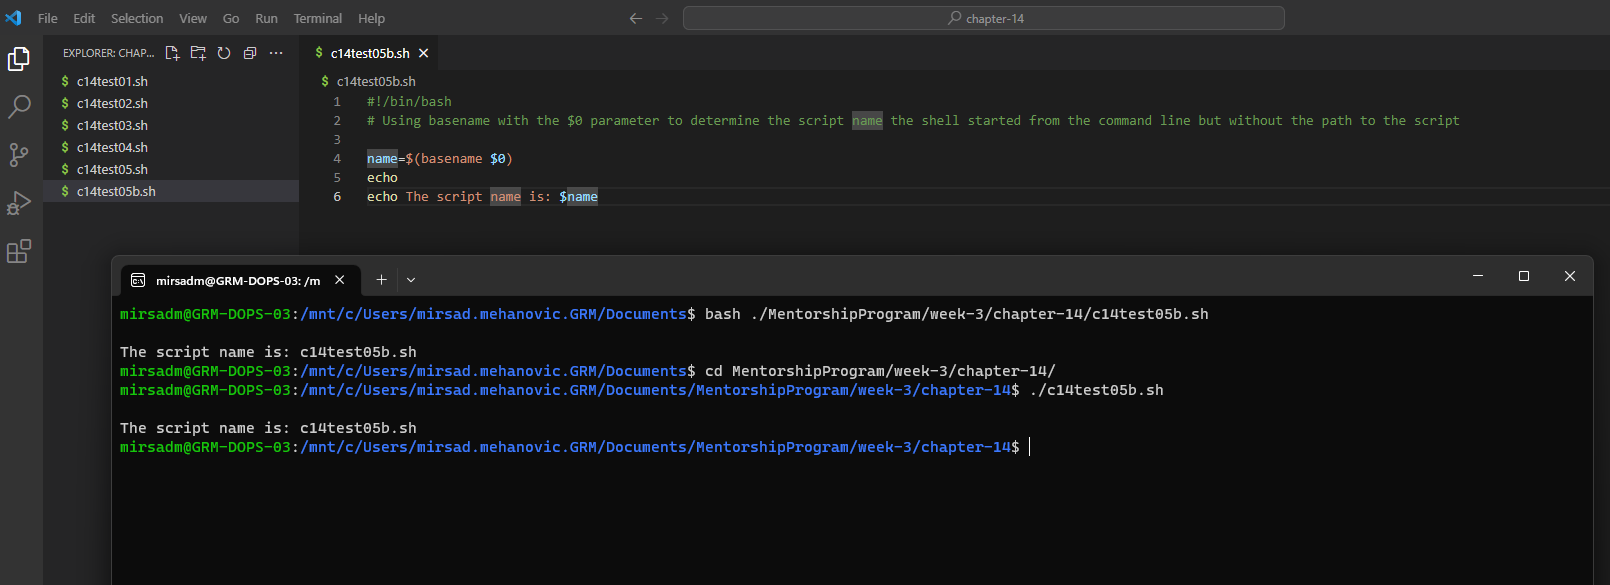 File Edit Selection View Go Run Terminal Help
chapter-14
EXPLORER: CHAP...
c14test05b.sh
c14test01.sh
c14test02.sh
c14test03.sh
c14test04.sh
c14test05.sh
c14test05b.sh
$ c14test05b.sh
1 #!/bin/bash
2 # Using basename with the $0 parameter to determine the script name the shell started from the command line but without the path to the script
3
4 name=$(basename $0)
5 echo
6 echo The script name is: $name
mirsadm@GRM-DOPS-03: /m
mirsadm@GRM-DOPS-03:/mnt/c/Users/mirsad.mehanovic.GRM/Documents$ bash ./MentorshipProgram/week-3/chapter-14/c14test05b.sh
The script name is: c14test05b.sh
mirsadm@GRM-DOPS-03:/mnt/c/Users/mirsad.mehanovic.GRM/Documents$ cd MentorshipProgram/week-3/chapter-14/
mirsadm@GRM-DOPS-03:/mnt/c/Users/mirsad.mehanovic.GRM/Documents/MentorshipProgram/week-3/chapter-14$ ./c14test05b.sh
The script name is: c14test05b.sh
mirsadm@GRM-DOPS-03:/mnt/c/Users/mirsad.mehanovic.GRM/Documents/MentorshipProgram/week-3/chapter-14$